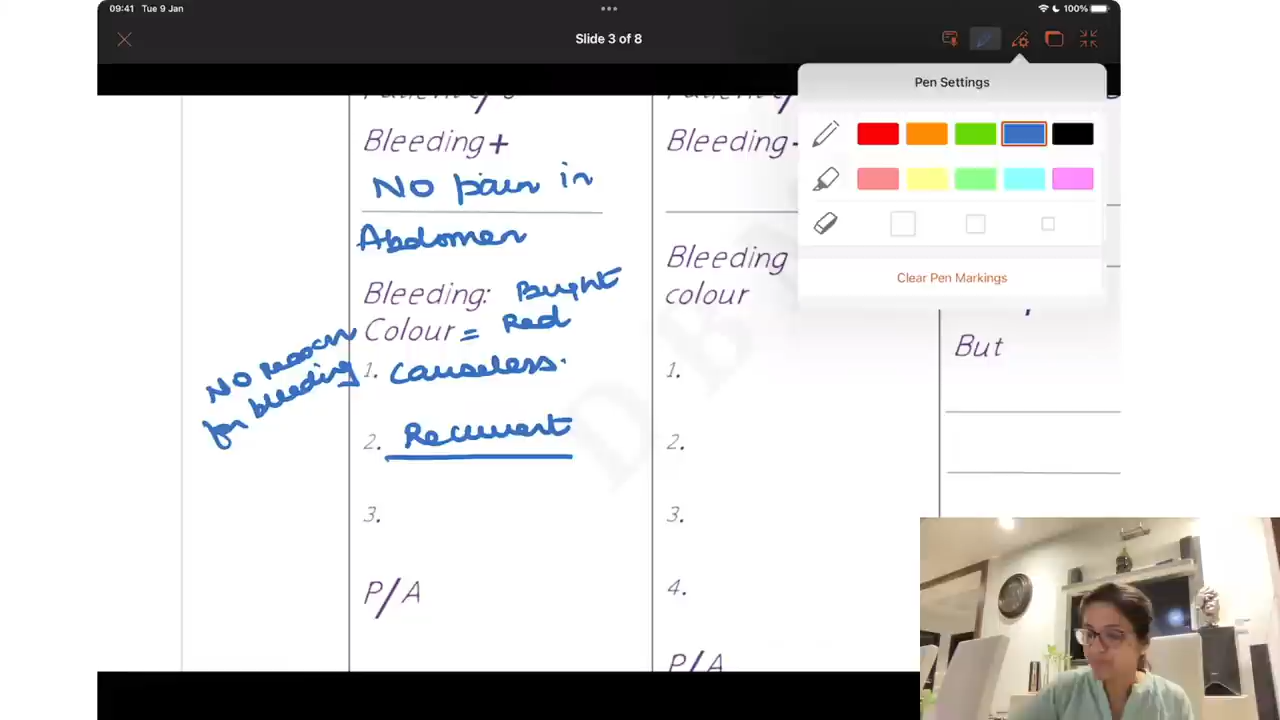 09:41 Tue 9 Jan
100%
Slide 3 of 8
Pen Settings
Clear Pen Markings
Bleeding+
NO pain in
Abdomen
Bleeding: Bright
Colour = Red
NO reason
for bleeding
1. Causeless.
2. Recurrent
3.
P/A
Bleeding
Bleeding
colour
1.
2.
3.
4.
P/A
But